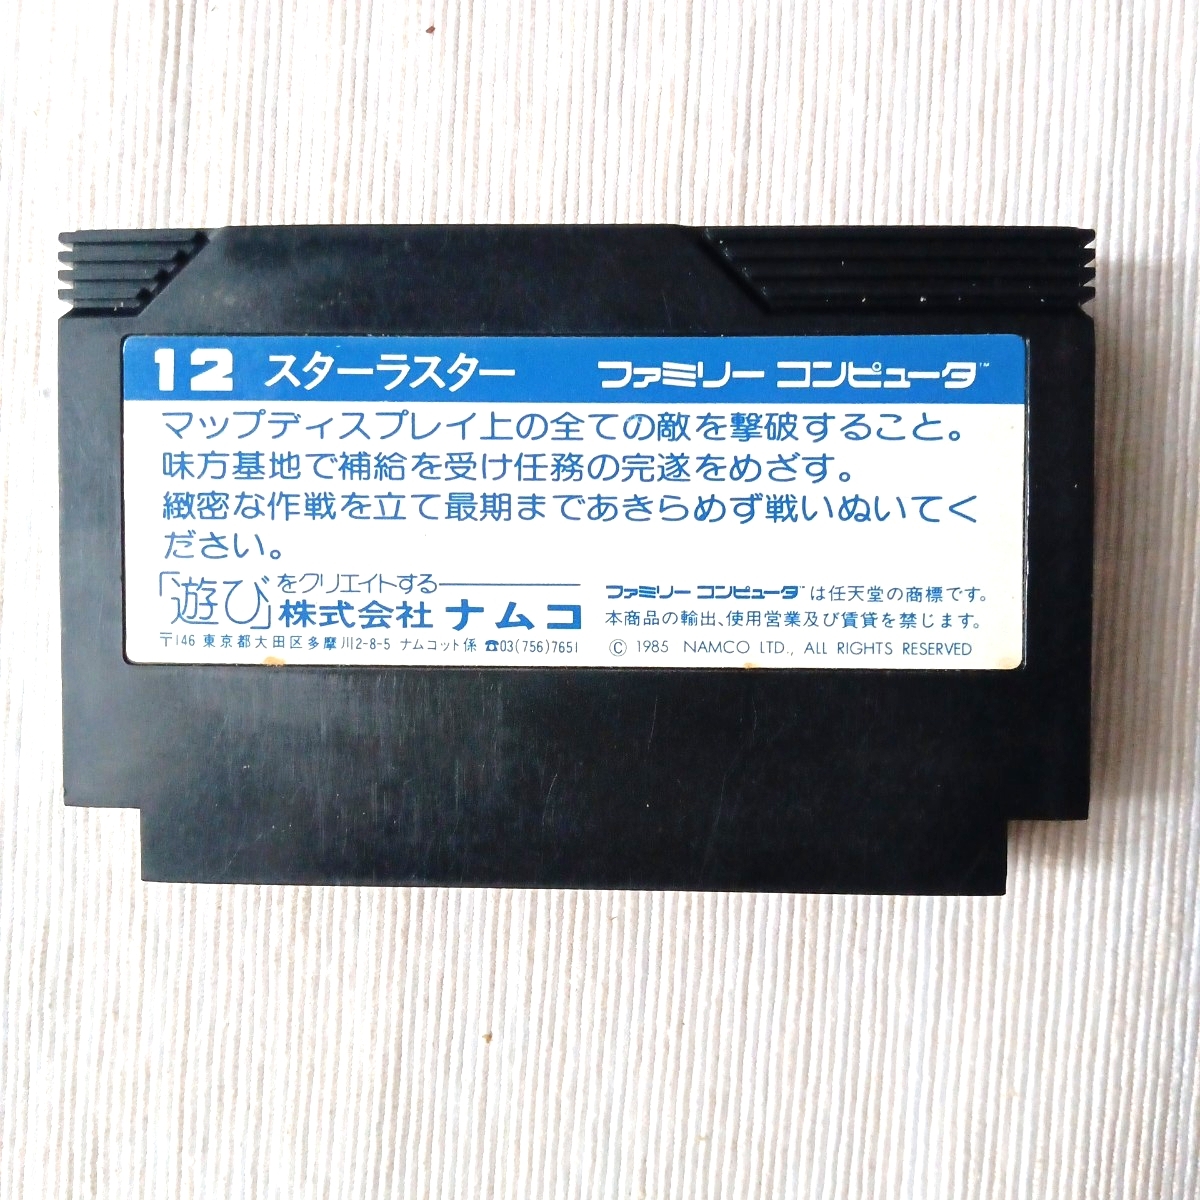 12 スターラスター ファミリー コンピュータ™
マップディスプレイ上の全ての敵を撃破すること。
味方基地で補給を受け任務の完遂をめざす。
緻密な作戦を立て最期まであきらめず戦いぬいてく
ださい。
「遊び」をクリエイトする
株式会社 ナムコ
〒146 東京都大田区多摩川2-8-5 ナムコット係 ☎03(756)7651
ファミリー コンピュータ™は任天堂の商標です。
本商品の輸出、使用営業及び賃貸を禁じます。
© 1985 NAMCO LTD., ALL RIGHTS RESERVED